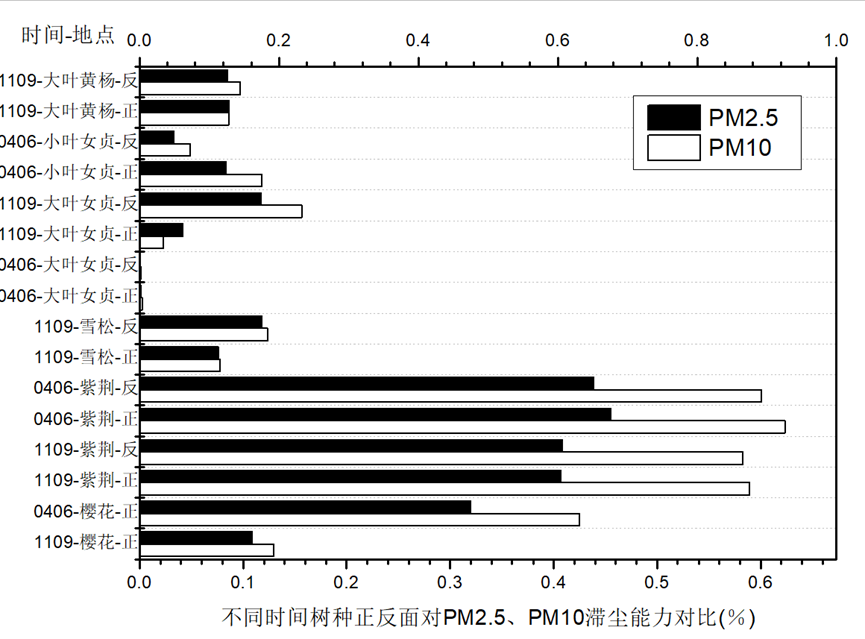 时间-地点
0.0 0.2 0.4 0.6 0.8 1.0
1109-大叶黄杨-反
1109-大叶黄杨-正
0406-小叶女贞-反
0406-小叶女贞-正
1109-大叶女贞-反
1109-大叶女贞-正
0406-大叶女贞-反
0406-大叶女贞-正
1109-雪松-反
1109-雪松-正
0406-紫荆-反
0406-紫荆-正
1109-紫荆-反
1109-紫荆-正
0406-樱花-正
1109-樱花-正
PM2.5
PM10
0.0 0.1 0.2 0.3 0.4 0.5 0.6
不同时间树种正反面对PM2.5、PM10滞尘能力对比(%)